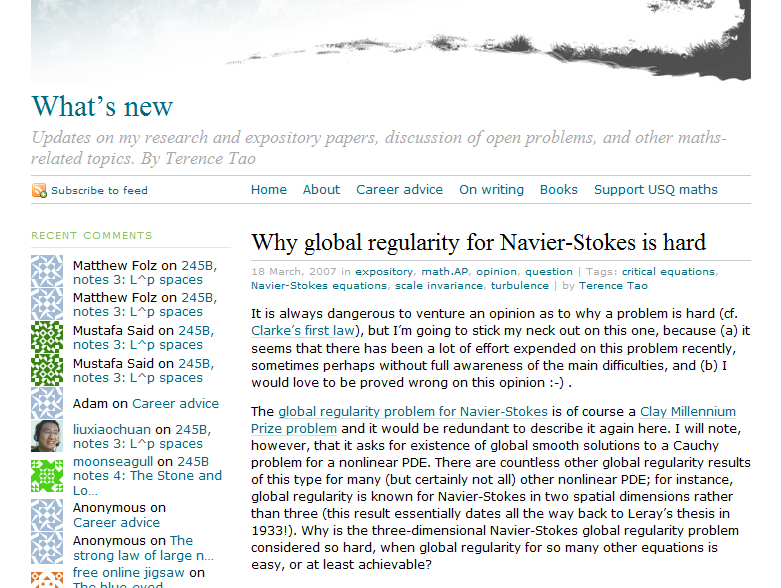 What's new
Updates on my research and expository papers, discussion of open problems, and other maths-
related topics. By Terence Tao
Subscribe to feed
Home About Career advice On writing Books Support USQ maths
RECENT COMMENTS
Matthew Folz on 245B,
notes 3: L^p spaces
Matthew Folz on 245B,
notes 3: L^p spaces
Mustafa Said on 245B,
notes 3: L^p spaces
Mustafa Said on 245B,
notes 3: L^p spaces
Adam on Career advice
liuxiaochuan on 245B,
notes 3: L^p spaces
moonseagull on 245B
notes 4: The Stone and
Lo…
Anonymous on
Career advice
Anonymous on The
strong law of large n…
free online jigsaw on
The blue-eyed
Why global regularity for Navier-Stokes is hard
18 March, 2007 in expository, math.AP, opinion, question | Tags: critical equations,
Navier-Stokes equations, scale invariance, turbulence | by Terence Tao
It is always dangerous to venture an opinion as to why a problem is hard (cf.
Clarke's first law), but I'm going to stick my neck out on this one, because (a) it
seems that there has been a lot of effort expended on this problem recently,
sometimes perhaps without full awareness of the main difficulties, and (b) I
would love to be proved wrong on this opinion :-) .
The global regularity problem for Navier-Stokes is of course a Clay Millennium
Prize problem and it would be redundant to describe it again here. I will note,
however, that it asks for existence of global smooth solutions to a Cauchy
problem for a nonlinear PDE. There are countless other global regularity results
of this type for many (but certainly not all) other nonlinear PDE; for instance,
global regularity is known for Navier-Stokes in two spatial dimensions rather
than three (this result essentially dates all the way back to Leray's thesis in
1933!). Why is the three-dimensional Navier-Stokes global regularity problem
considered so hard, when global regularity for so many other equations is
easy, or at least achievable?